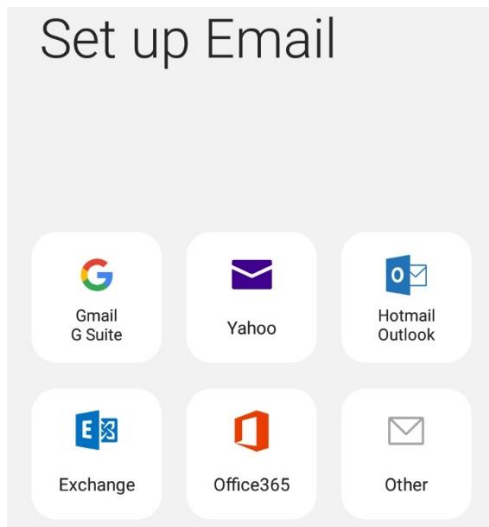 Set up Email
Gmail
G Suite
Yahoo
Hotmail
Outlook
Exchange
Office365
Other